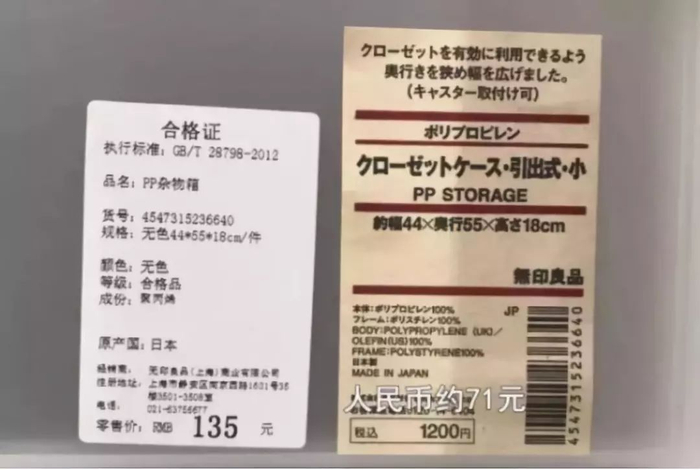 合格证
执行标准: GB/T 28798-2012
品名: PP杂物箱
货号: 4547315236640
规格: 无色44*55*18cm/件
颜色: 无色
等级: 合格品
成份: 聚丙烯
原产国: 日本
经销商: 无印良品(上海)商业有限公司
注册地址: 上海市静安区南京西路1601号35
楼3501-3508室
电话: 021-63756677
零售价: RMB 135 元
クローゼットを有効に利用できるよう
奥行きを狭め幅を広げました。
(キャスター取付け可)
ポリプロピレン
クローゼットケース・引出式・小
PP STORAGE
約幅44×奥行55×高さ18cm
無印良品
本体:ポリプロピレン100%
フレーム:ポリスチレン100%
BODY:POLYPROPYLENE (UK)/
OLEFIN(US)100%
FRAME:POLYSTYRENE100%
日本製
MADE IN JAPAN
JP
4547315236640
人民币约71元
税込 1200円